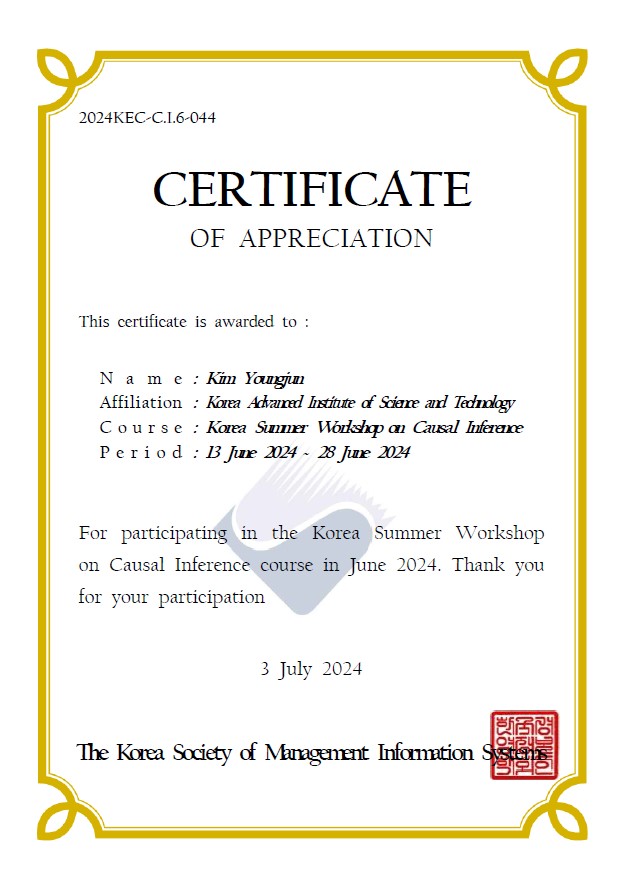 2024KEC-C.I.6-044
CERTIFICATE
OF APPRECIATION
This certificate is awarded to :
Name : Kim Youngjun
Affiliation : Korea Advanced Institute of Science and Technology
Course : Korea Summer Workshop on Causal Inference
Period : 13 June 2024 ~ 28 June 2024
For participating in the Korea Summer Workshop
on Causal Inference course in June 2024. Thank you
for your participation
3 July 2024
The Korea Society of Management Information Systems